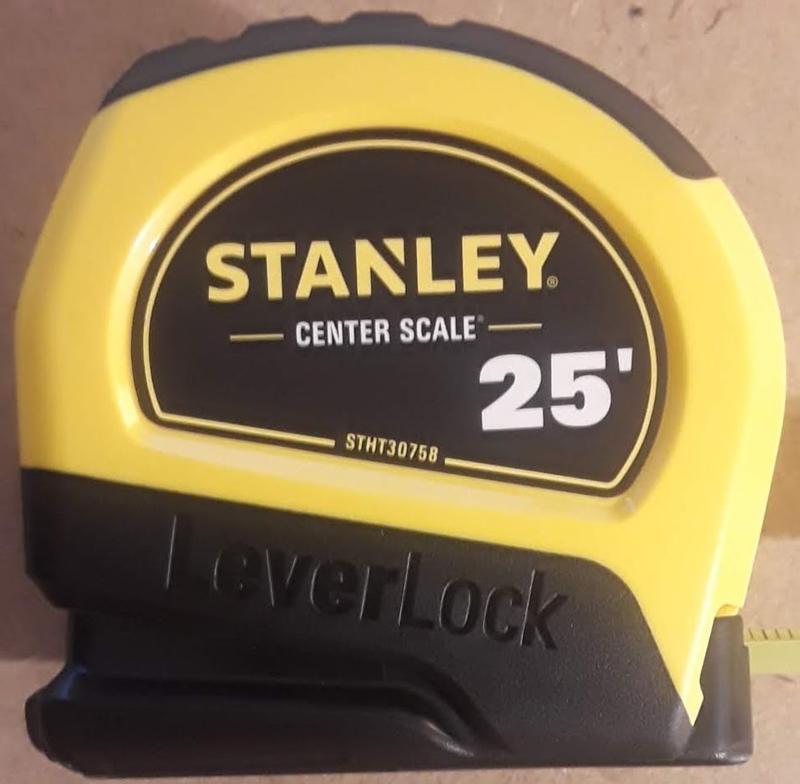 STANLEY®
CENTER SCALE®
25'
STHT30758
LeverLock